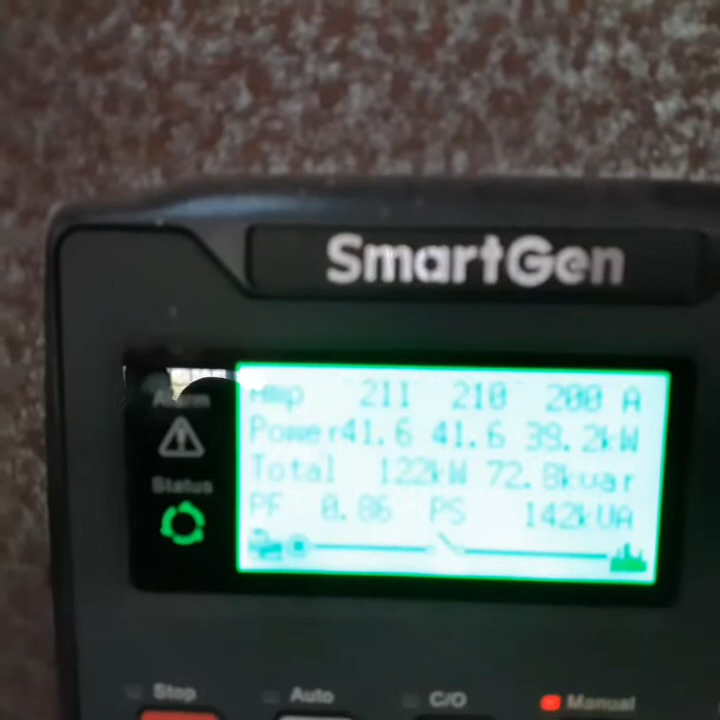 SmartGen
Amp 211 210 200 A
Alarm
Power 41.6 41.6 39.2kW
Total 122kW 72.8kvar
Status
PF 0.86 PS 142kVA
Stop Auto C/O Manual